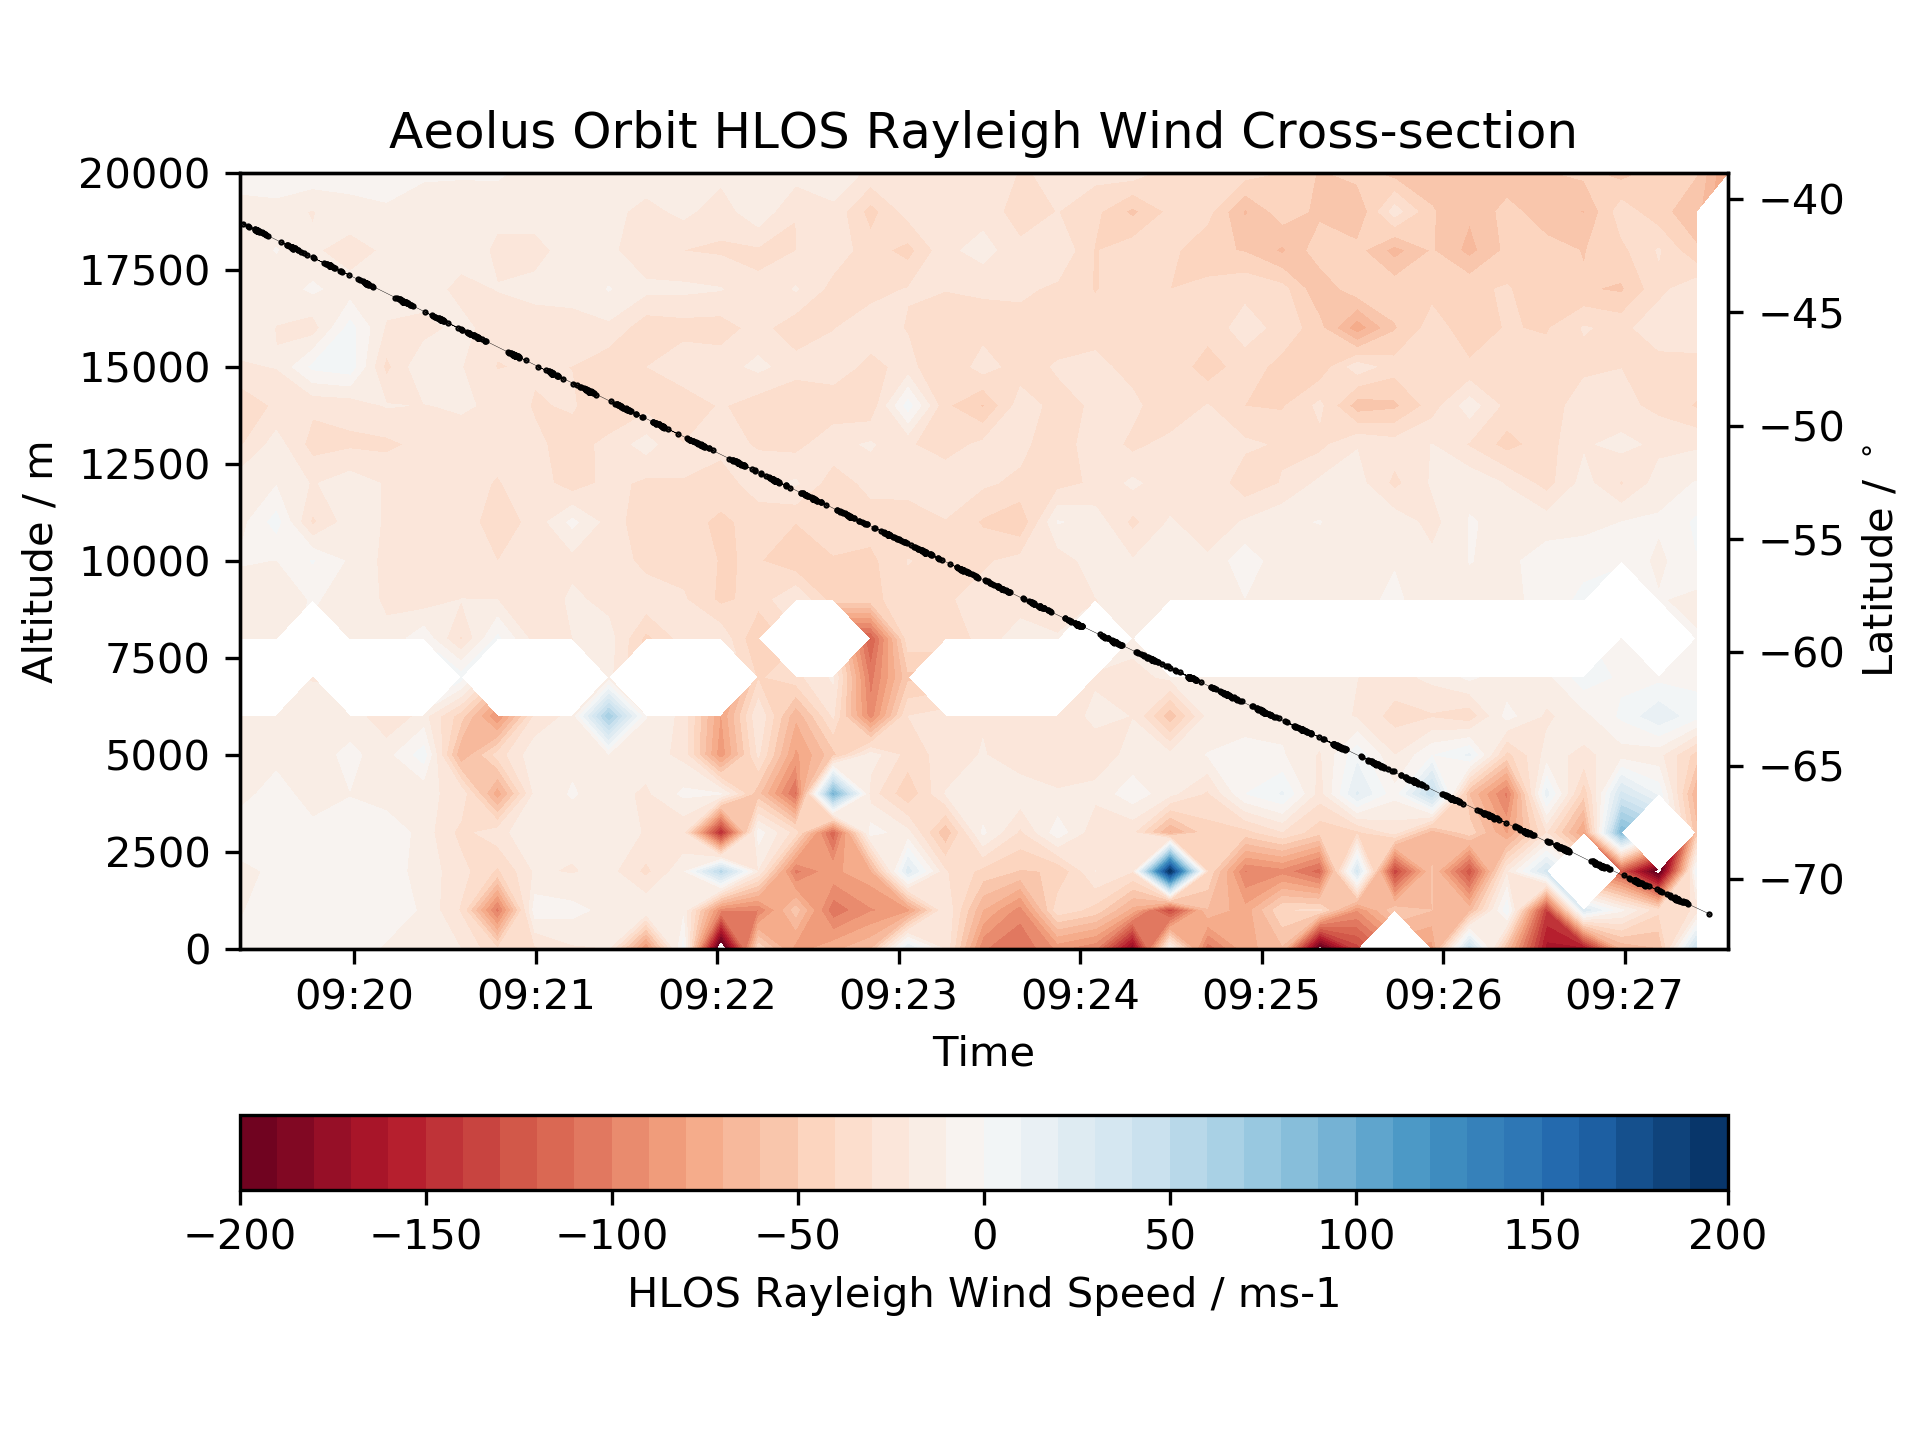 Aeolus Orbit HLOS Rayleigh Wind Cross-section
20000
17500
15000
12500
10000
7500
5000
2500
0
Altitude / m
−40
−45
−50
−55
−60
−65
−70
Latitude / °
09:20 09:21 09:22 09:23 09:24 09:25 09:26 09:27
Time
−200 −150 −100 −50 0 50 100 150 200
HLOS Rayleigh Wind Speed / ms-1